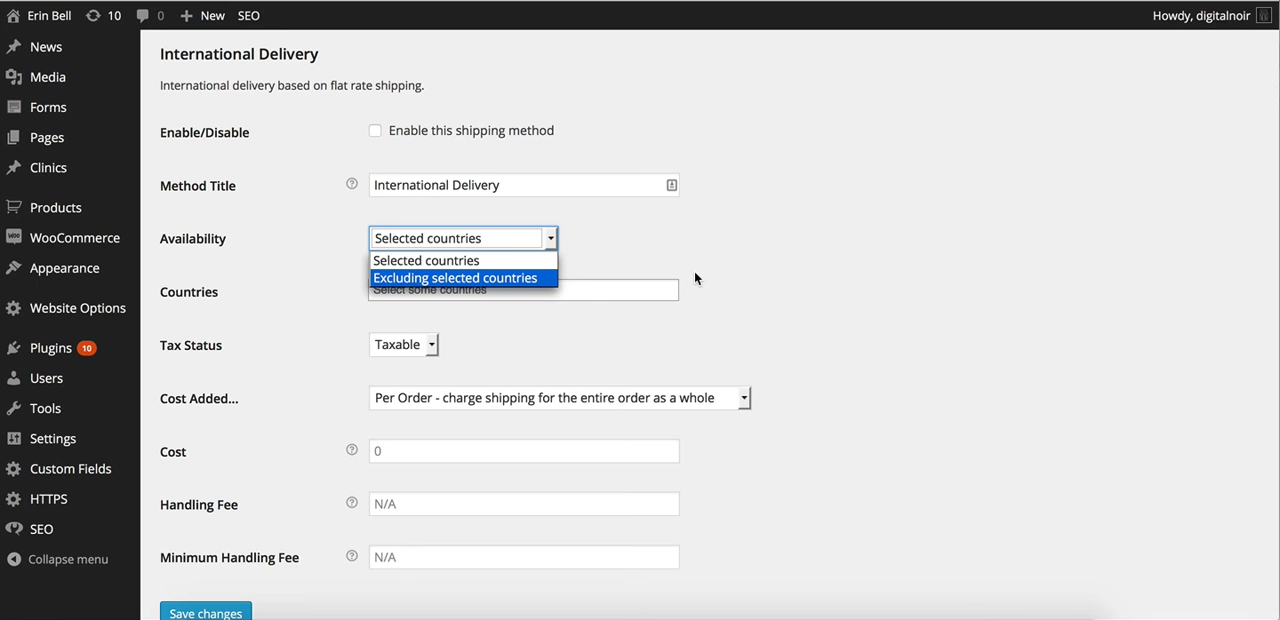 Erin Bell 10 0 New SEO Howdy, digitalnoir
News
Media
Forms
Pages
Clinics
Products
WooCommerce
Appearance
Website Options
Plugins 10
Users
Tools
Settings
Custom Fields
HTTPS
SEO
Collapse menu
International Delivery
International delivery based on flat rate shipping.
Enable/Disable Enable this shipping method
Method Title International Delivery
Availability Selected countries
Selected countries
Excluding selected countries
Countries Select some countries
Tax Status Taxable
Cost Added... Per Order - charge shipping for the entire order as a whole
Cost 0
Handling Fee N/A
Minimum Handling Fee N/A
Save changes